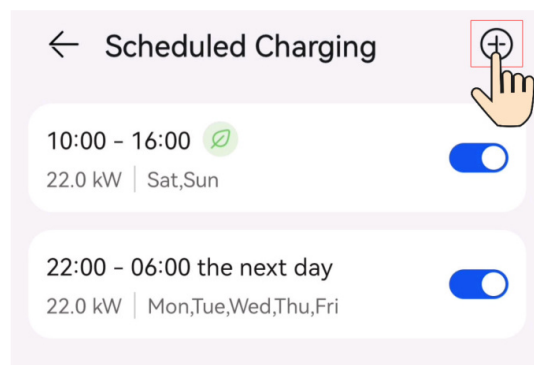 Scheduled Charging
10:00 - 16:00
22.0 kW | Sat,Sun
22:00 - 06:00 the next day
22.0 kW | Mon,Tue,Wed,Thu,Fri